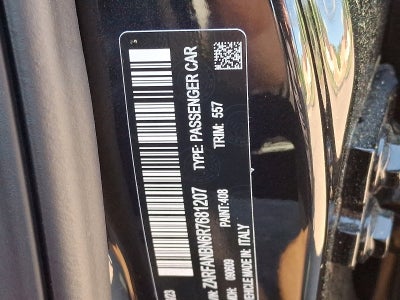 ZARFANBN6R7681207
TYPE: PASSENGER CAR
PAINT:408
TRIM: 557
VEHICLE MADE IN: ITALY